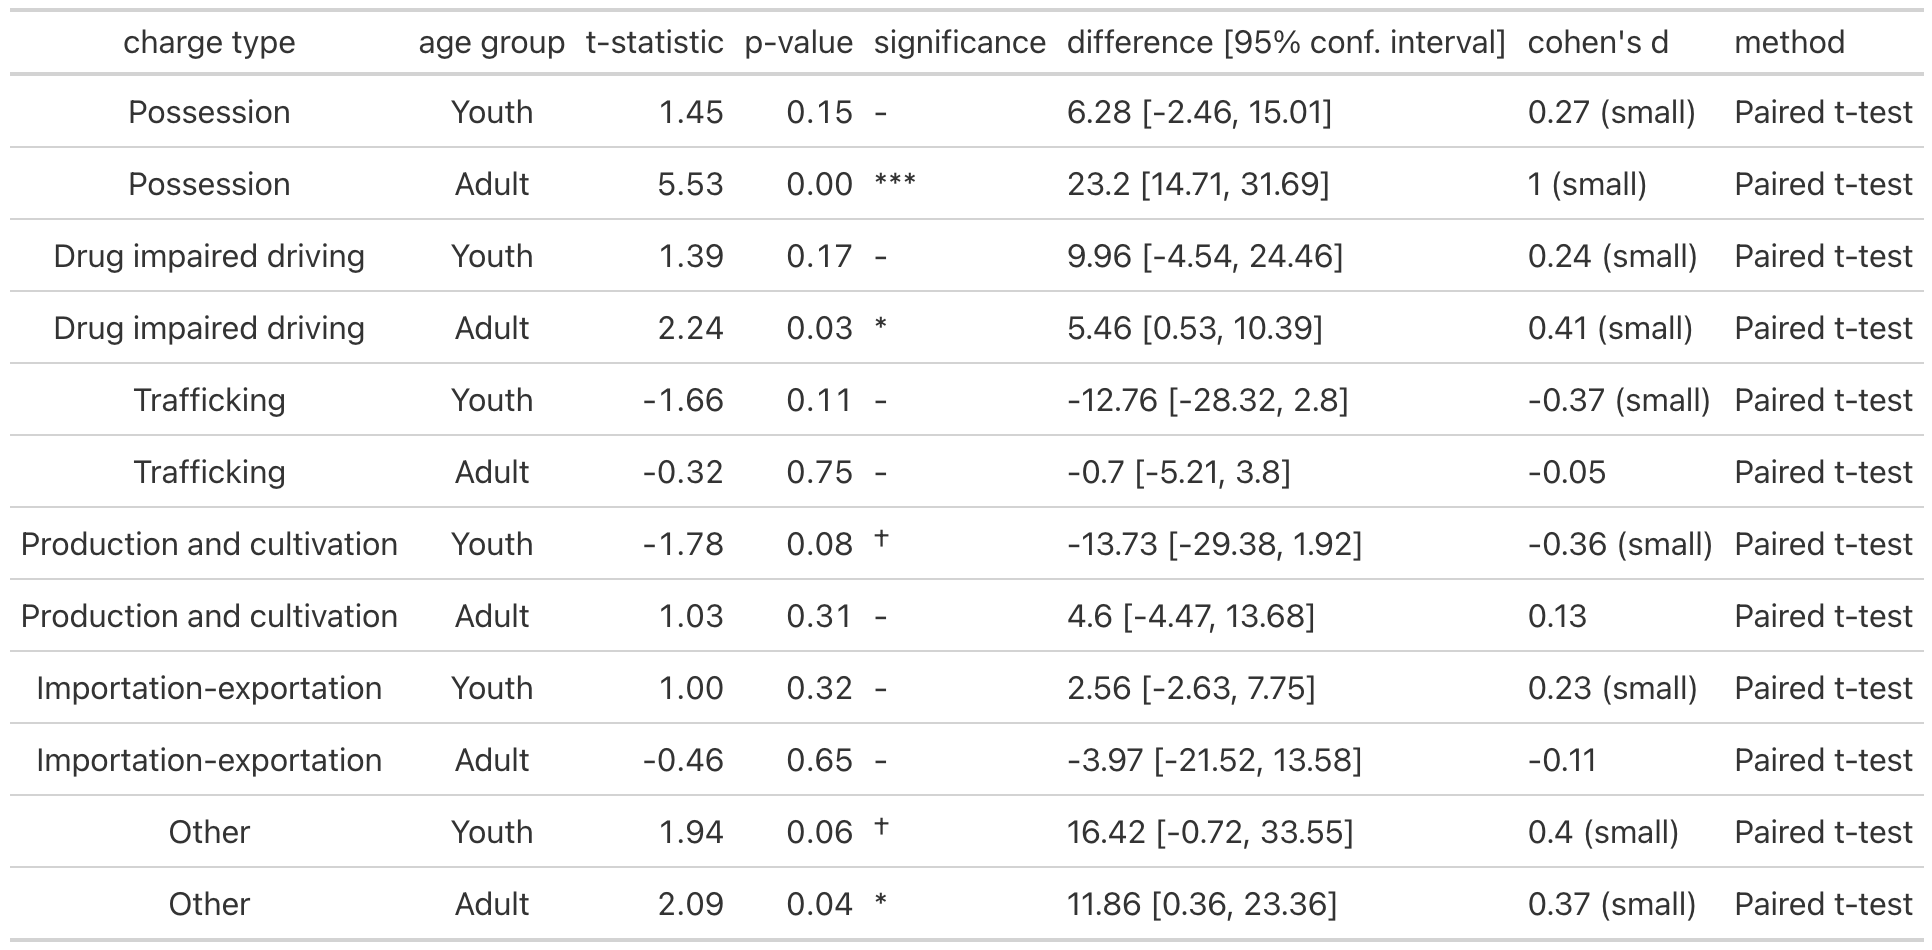 charge type age group t-statistic p-value significance difference [95% conf. interval] cohen's d method
Possession Youth 1.45 0.15 - 6.28 [-2.46, 15.01] 0.27 (small) Paired t-test
Possession Adult 5.53 0.00 *** 23.2 [14.71, 31.69] 1 (small) Paired t-test
Drug impaired driving Youth 1.39 0.17 - 9.96 [-4.54, 24.46] 0.24 (small) Paired t-test
Drug impaired driving Adult 2.24 0.03 * 5.46 [0.53, 10.39] 0.41 (small) Paired t-test
Trafficking Youth -1.66 0.11 - -12.76 [-28.32, 2.8] -0.37 (small) Paired t-test
Trafficking Adult -0.32 0.75 - -0.7 [-5.21, 3.8] -0.05 Paired t-test
Production and cultivation Youth -1.78 0.08 † -13.73 [-29.38, 1.92] -0.36 (small) Paired t-test
Production and cultivation Adult 1.03 0.31 - 4.6 [-4.47, 13.68] 0.13 Paired t-test
Importation-exportation Youth 1.00 0.32 - 2.56 [-2.63, 7.75] 0.23 (small) Paired t-test
Importation-exportation Adult -0.46 0.65 - -3.97 [-21.52, 13.58] -0.11 Paired t-test
Other Youth 1.94 0.06 † 16.42 [-0.72, 33.55] 0.4 (small) Paired t-test
Other Adult 2.09 0.04 * 11.86 [0.36, 23.36] 0.37 (small) Paired t-test